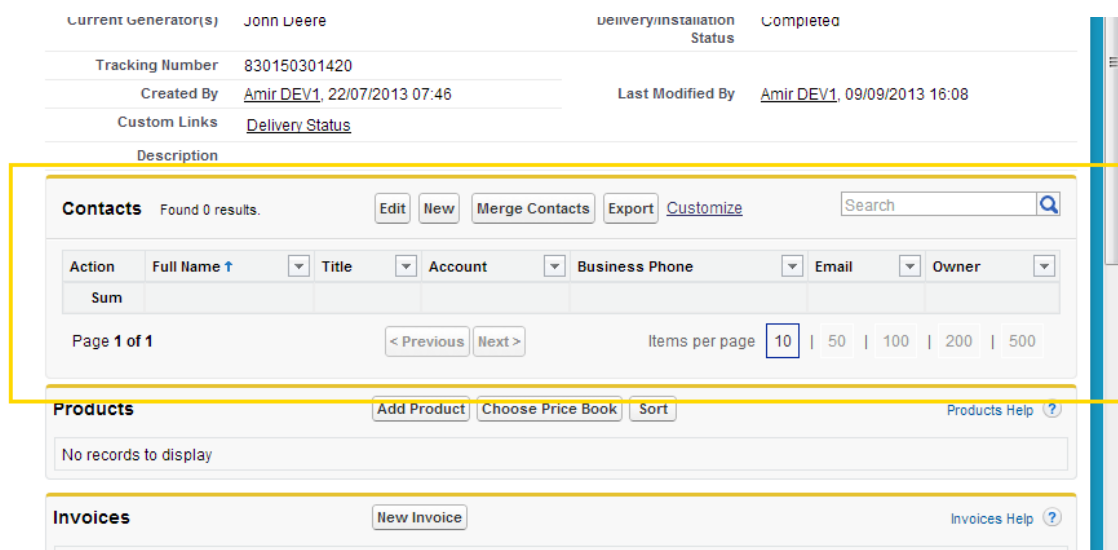 Current Generator(s) John Deere Delivery/Installation Status Completed
Tracking Number 830150301420
Created By Amir DEV1, 22/07/2013 07:46 Last Modified By Amir DEV1, 09/09/2013 16:08
Custom Links Delivery Status
Description
Contacts Found 0 results. Edit New Merge Contacts Export Customize Search
Action Full Name ↑ Title Account Business Phone Email Owner
Sum
Page 1 of 1 < Previous Next > Items per page 10 | 50 | 100 | 200 | 500
Products Add Product Choose Price Book Sort Products Help ?
No records to display
Invoices New Invoice Invoices Help ?